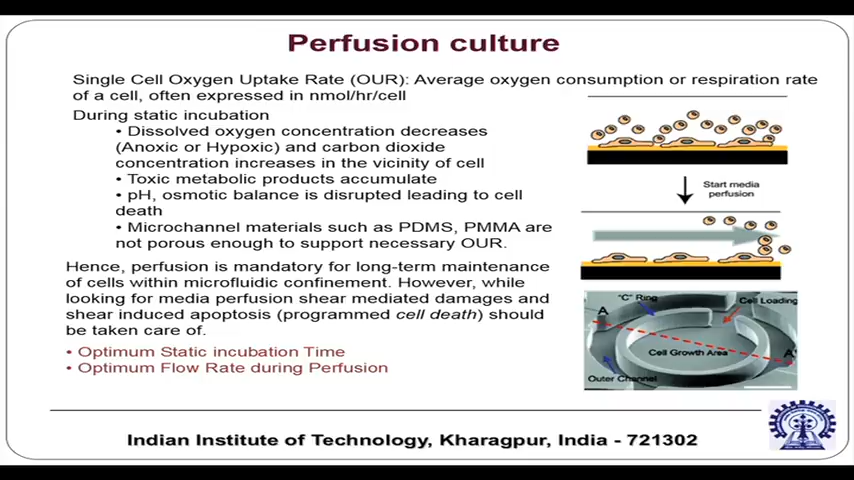 Perfusion culture
Single Cell Oxygen Uptake Rate (OUR): Average oxygen consumption or respiration rate
of a cell, often expressed in nmol/hr/cell
During static incubation
• Dissolved oxygen concentration decreases
(Anoxic or Hypoxic) and carbon dioxide
concentration increases in the vicinity of cell
• Toxic metabolic products accumulate
• pH, osmotic balance is disrupted leading to cell
death
• Microchannel materials such as PDMS, PMMA are
not porous enough to support necessary OUR.
Hence, perfusion is mandatory for long-term maintenance
of cells within microfluidic confinement. However, while
looking for media perfusion shear mediated damages and
shear induced apoptosis (programmed cell death) should
be taken care of.
• Optimum Static incubation Time
• Optimum Flow Rate during Perfusion
Start media
perfusion
"C" Ring
Cell Loading
A
Cell Growth Area
A'
Outer Channel
Indian Institute of Technology, Kharagpur, India - 721302